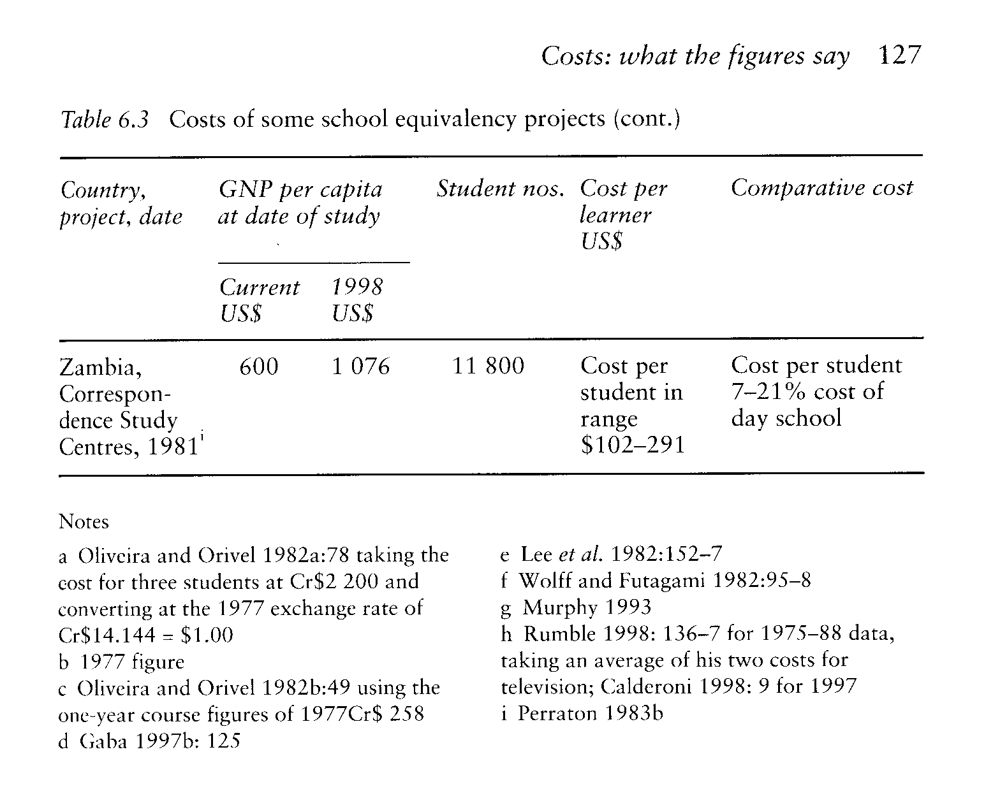 Costs: what the figures say 127
Table 6.3 Costs of some school equivalency projects (cont.)
Country, GNP per capita Student nos. Cost per Comparative cost
project, date at date of study learner
US$
Current 1998
US$ US$
Zambia, 600 1 076 11 800 Cost per Cost per student
Correspon- student in 7–21% cost of
dence Study range day school
Centres, 1981i $102–291
Notes
a Oliveira and Orivel 1982a:78 taking the
cost for three students at Cr$2 200 and
converting at the 1977 exchange rate of
Cr$14.144 = $1.00
b 1977 figure
c Oliveira and Orivel 1982b:49 using the
one-year course figures of 1977Cr$ 258
d Gaba 1997b: 125
e Lee et al. 1982:152–7
f Wolff and Futagami 1982:95–8
g Murphy 1993
h Rumble 1998: 136–7 for 1975–88 data,
taking an average of his two costs for
television; Calderoni 1998: 9 for 1997
i Perraton 1983b